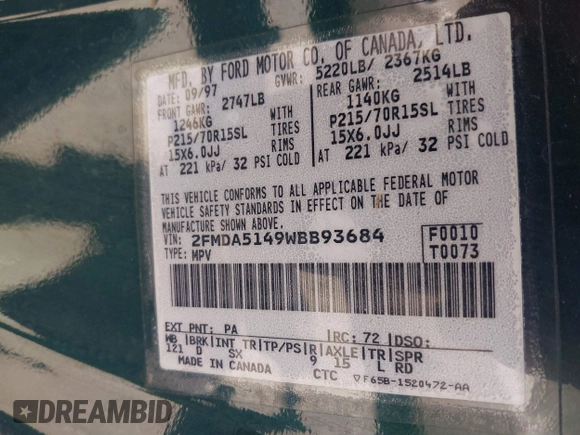 MFD. BY FORD MOTOR CO. OF CANADA, LTD.
DATE: 09/97 GVWR: 5220LB/ 2367KG
FRONT GAWR: 2747LB REAR GAWR: 2514LB
1246KG WITH 1140KG WITH
P215/70R15SL TIRES P215/70R15SL TIRES
15X6.0JJ RIMS 15X6.0JJ RIMS
AT 221 kPa/ 32 PSI COLD AT 221 kPa/ 32 PSI COLD
THIS VEHICLE CONFORMS TO ALL APPLICABLE FEDERAL MOTOR
VEHICLE SAFETY STANDARDS IN EFFECT ON THE DATE OF
MANUFACTURE SHOWN ABOVE.
VIN: 2FMDA5149WBB93684 F0010
TYPE: MPV T0073
EXT PNT: PA RC: 72 DSO:
WB BRK INT TR TP/PS R AXLE TR SPR
121 D SX 9 15 L RD
MADE IN CANADA CTC F65B-1520472-AA
DREAMBID